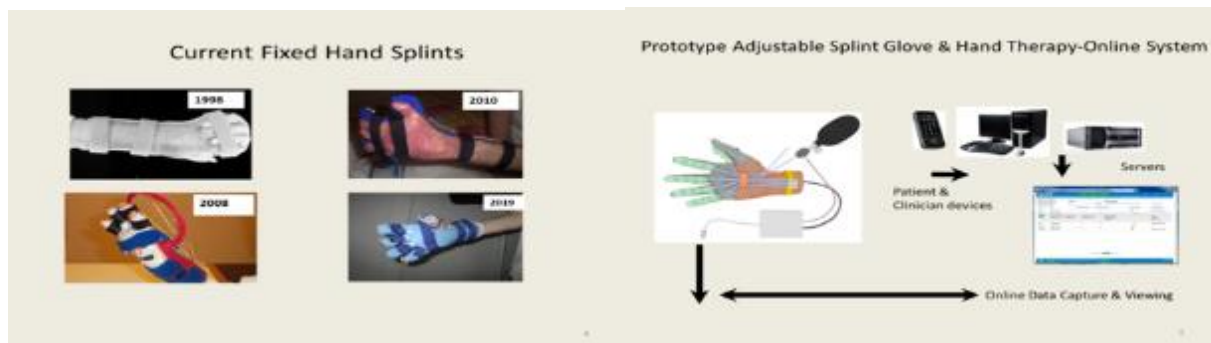 Current Fixed Hand Splints
1998
2010
2008
2019
Prototype Adjustable Splint Glove & Hand Therapy-Online System
Patient &
Clinician devices
Servers
Online Data Capture & Viewing